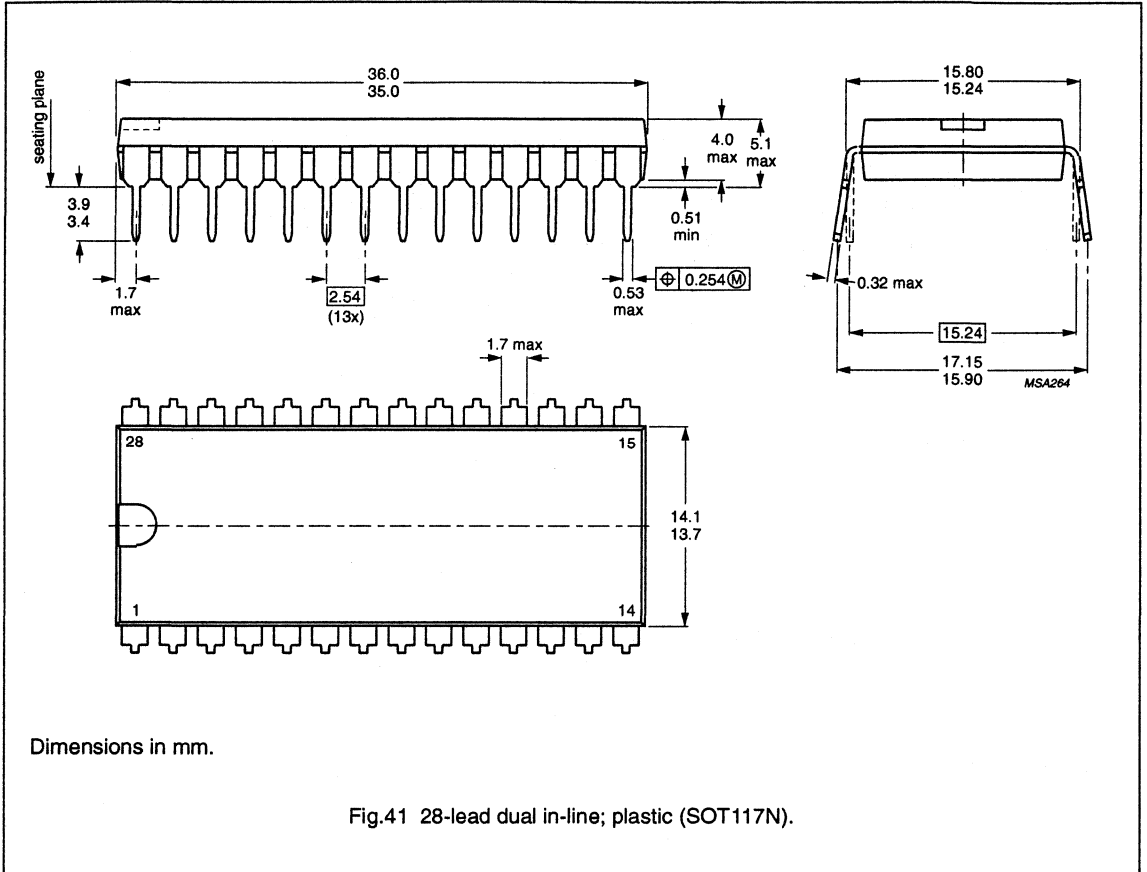 seating plane
36.0
35.0
15.80
15.24
4.0
max
5.1
max
3.9
3.4
0.51
min
1.7
max
2.54
(13x)
0.53
max
⌖ 0.254 Ⓜ
0.32 max
15.24
17.15
15.90
MSA264
1.7 max
28
15
14.1
13.7
1
14
Dimensions in mm.
Fig.41 28-lead dual in-line; plastic (SOT117N).